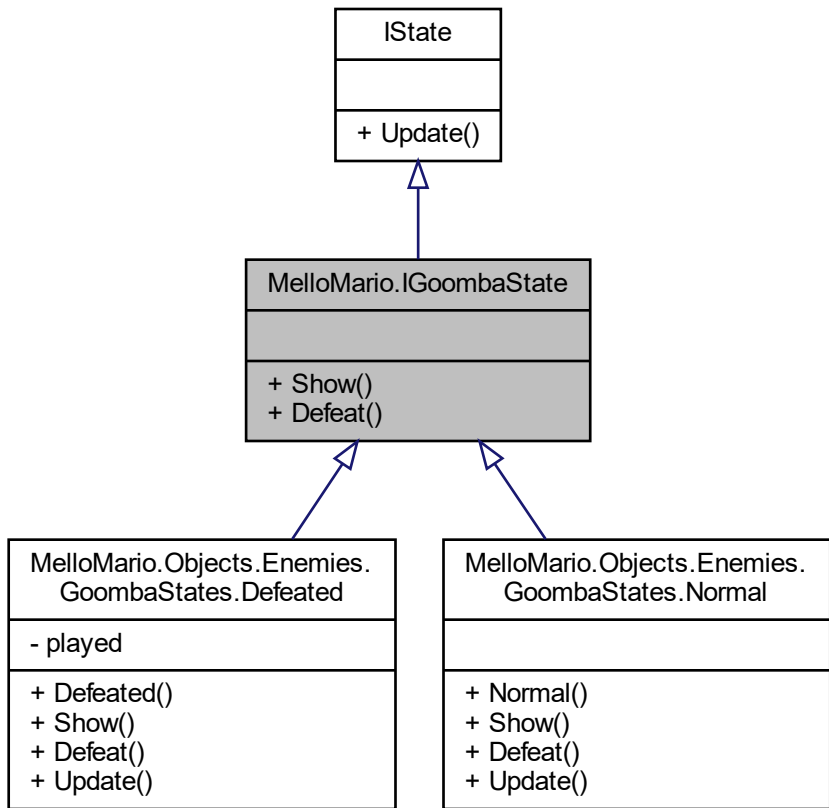 IState
+ Update()
MelloMario.IGoombaState
+ Show()
+ Defeat()
MelloMario.Objects.Enemies.
GoombaStates.Defeated
- played
+ Defeated()
+ Show()
+ Defeat()
+ Update()
MelloMario.Objects.Enemies.
GoombaStates.Normal
+ Normal()
+ Show()
+ Defeat()
+ Update()